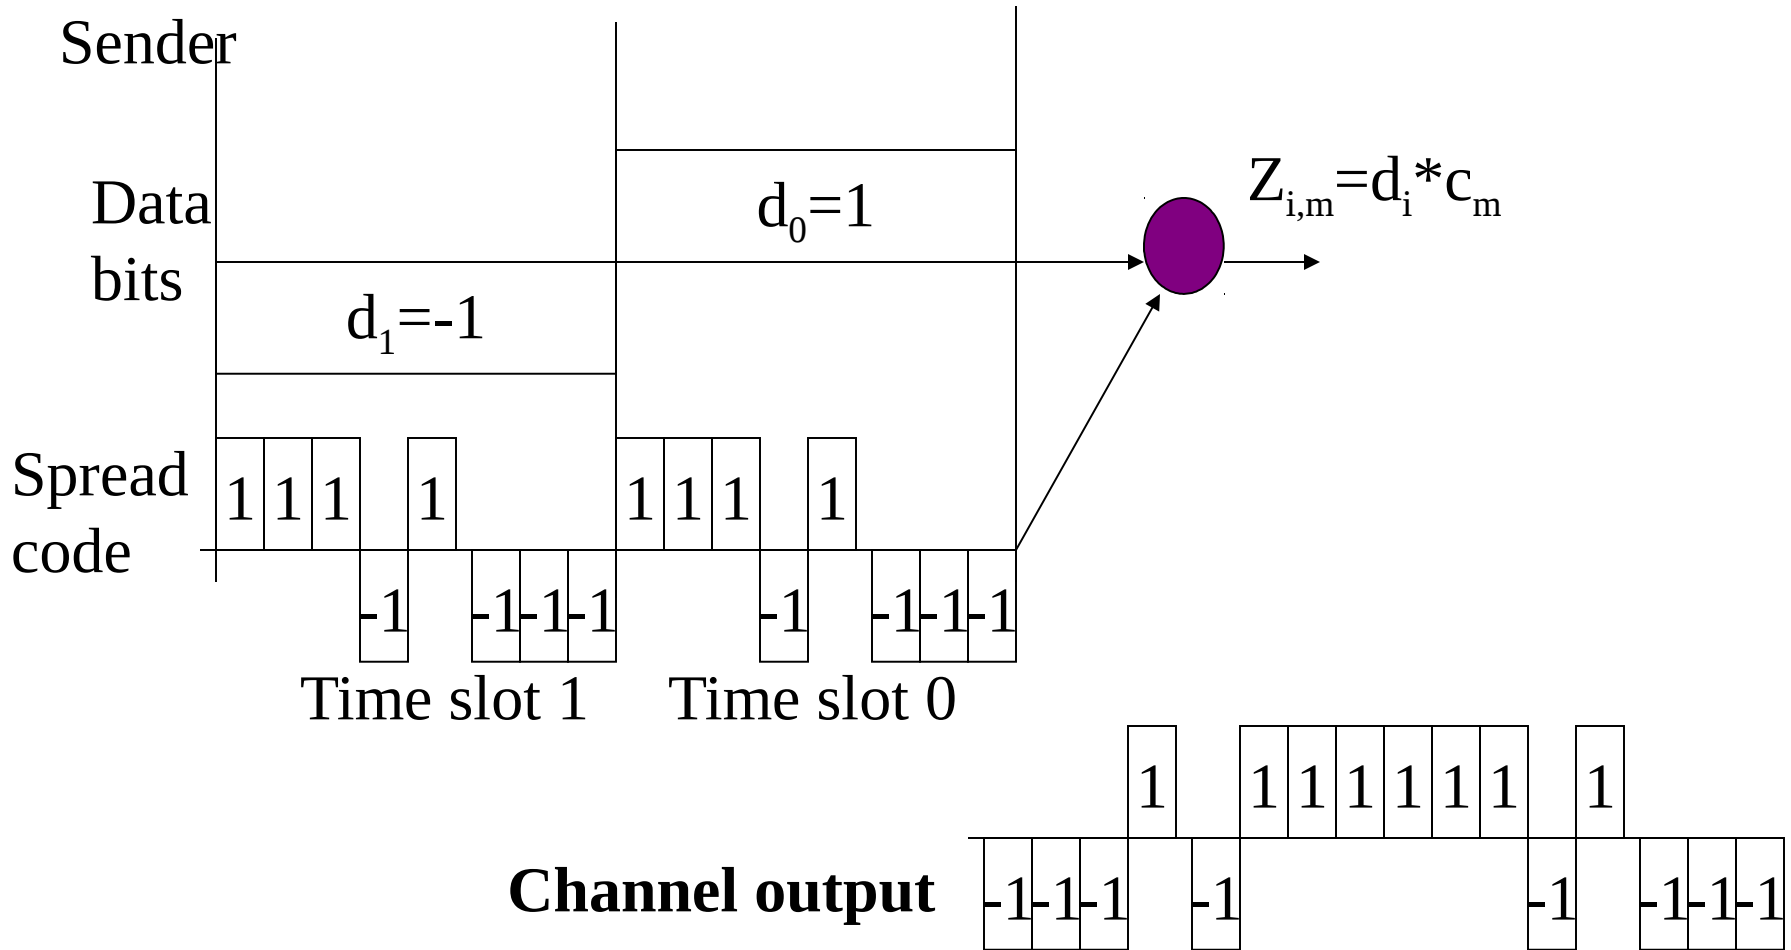 Sender
Data
bits
d0=1
Zi,m=di*cm
d1=-1
Spread
code
1 1 1 1 1 1 1 1
-1 -1 -1 -1 -1 -1 -1 -1
Time slot 1 Time slot 0
1 1 1 1 1 1 1 1
Channel output
-1 -1 -1 -1 -1 -1 -1 -1